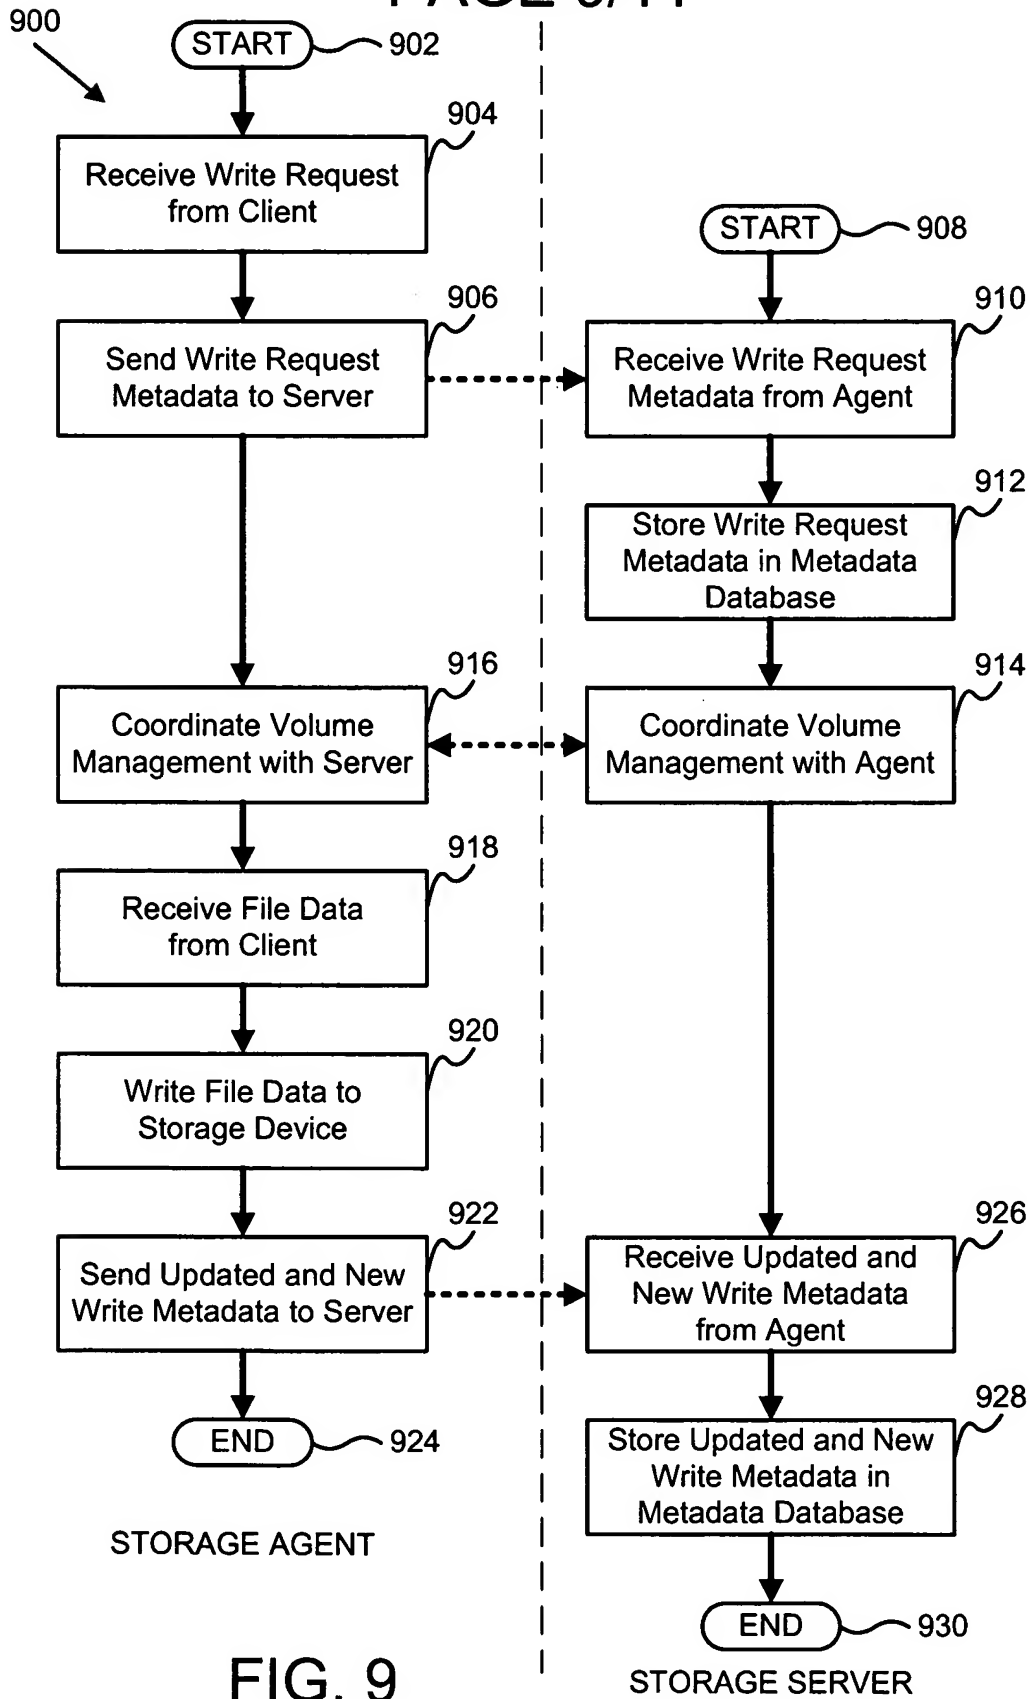 900
START
902
904
Receive Write Request
from Client
START
908
906
Send Write Request
Metadata to Server
910
Receive Write Request
Metadata from Agent
912
Store Write Request
Metadata in Metadata
Database
916
Coordinate Volume
Management with Server
914
Coordinate Volume
Management with Agent
918
Receive File Data
from Client
920
Write File Data to
Storage Device
922
Send Updated and New
Write Metadata to Server
926
Receive Updated and
New Write Metadata
from Agent
928
Store Updated and New
Write Metadata in
Metadata Database
END
924
STORAGE AGENT
END
930
FIG. 9
STORAGE SERVER